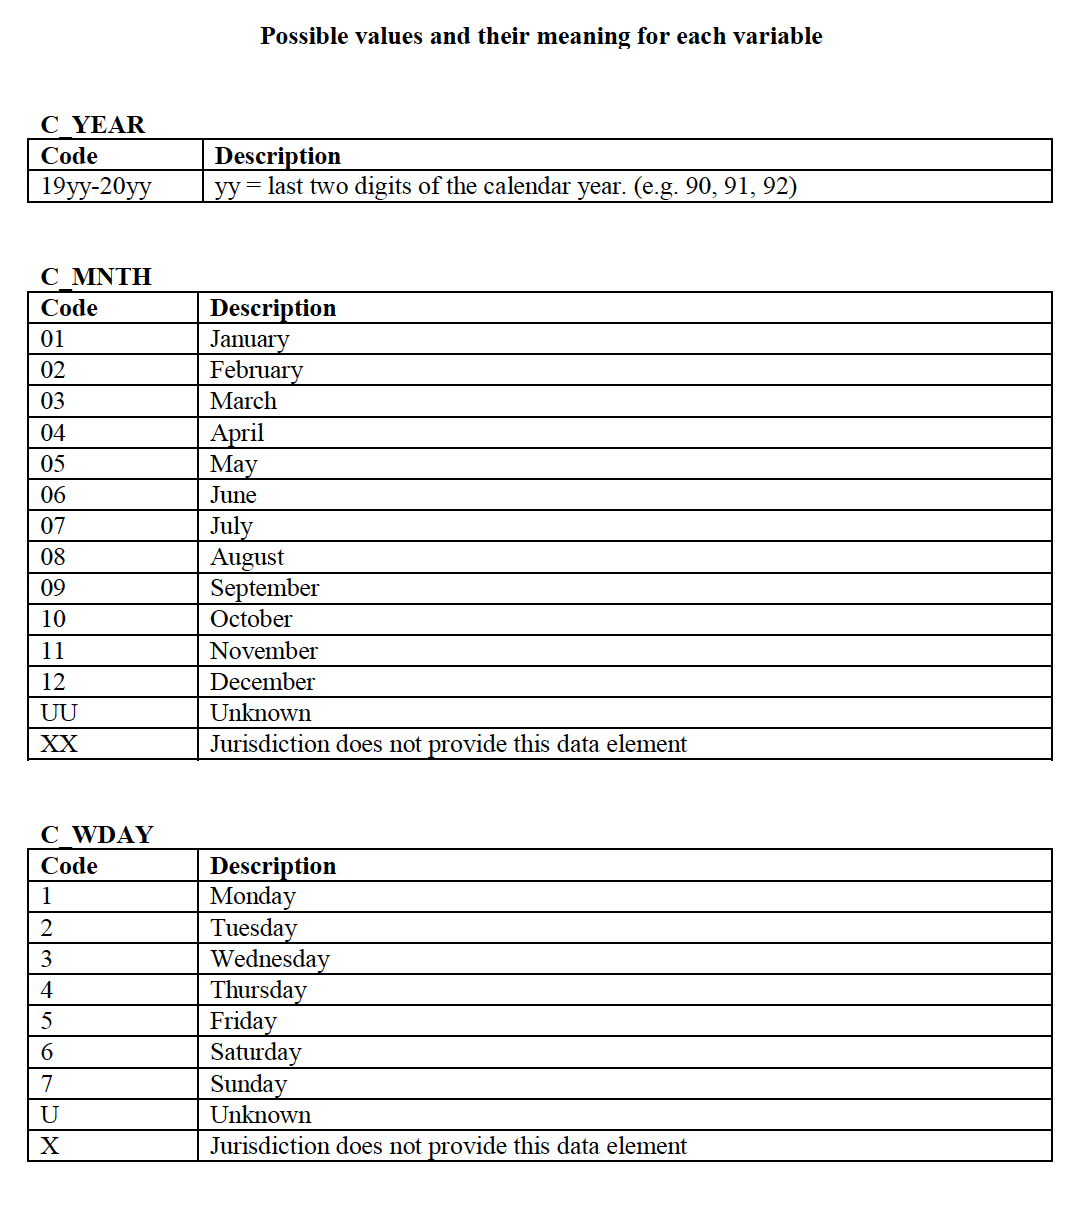 Possible values and their meaning for each variable
C_YEAR
Code Description
19yy-20yy yy = last two digits of the calendar year. (e.g. 90, 91, 92)
C_MNTH
Code Description
01 January
02 February
03 March
04 April
05 May
06 June
07 July
08 August
09 September
10 October
11 November
12 December
UU Unknown
XX Jurisdiction does not provide this data element
C_WDAY
Code Description
1 Monday
2 Tuesday
3 Wednesday
4 Thursday
5 Friday
6 Saturday
7 Sunday
U Unknown
X Jurisdiction does not provide this data element